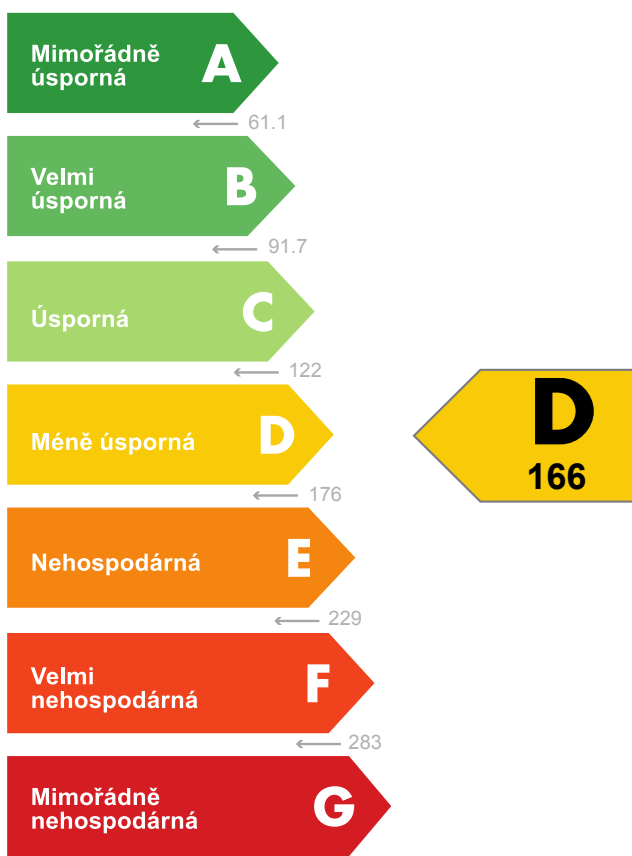 Mimořádně
úsporná
A
61.1
Velmi
úsporná
B
91.7
Úsporná
C
122
Méně úsporná
D
176
D
166
Nehospodárná
E
229
Velmi
nehospodárná
F
283
Mimořádně
nehospodárná
G